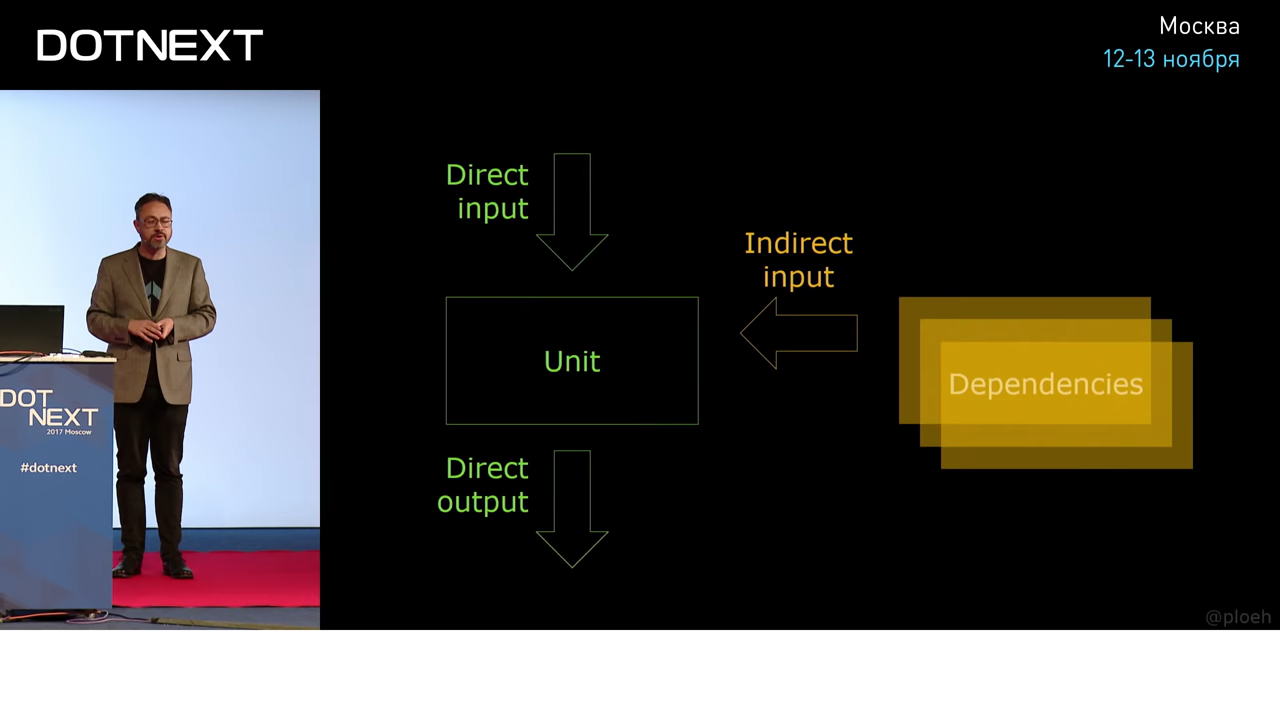 DOTNEXT
Москва
12-13 ноября
Direct
input
Indirect
input
Unit
Dependencies
Direct
output
DOT
NEXT
2017 Moscow
#dotnext
@ploeh